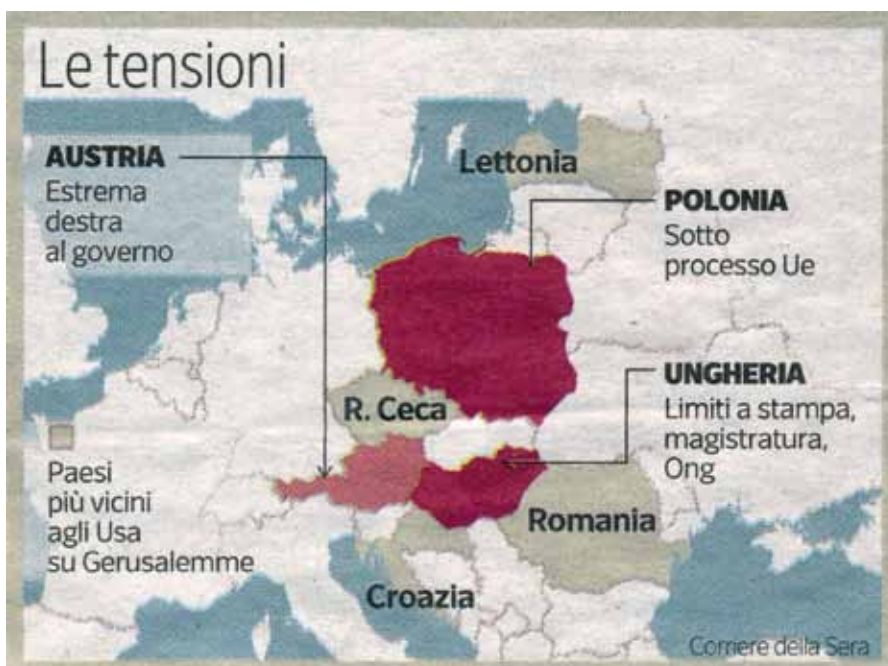 Le tensioni
AUSTRIA
Estrema
destra
al governo
Lettonia
POLONIA
Sotto
processo Ue
R. Ceca
UNGHERIA
Limiti a stampa,
magistratura,
Ong
Paesi
più vicini
agli Usa
su Gerusalemme
Romania
Croazia
Corriere della Sera